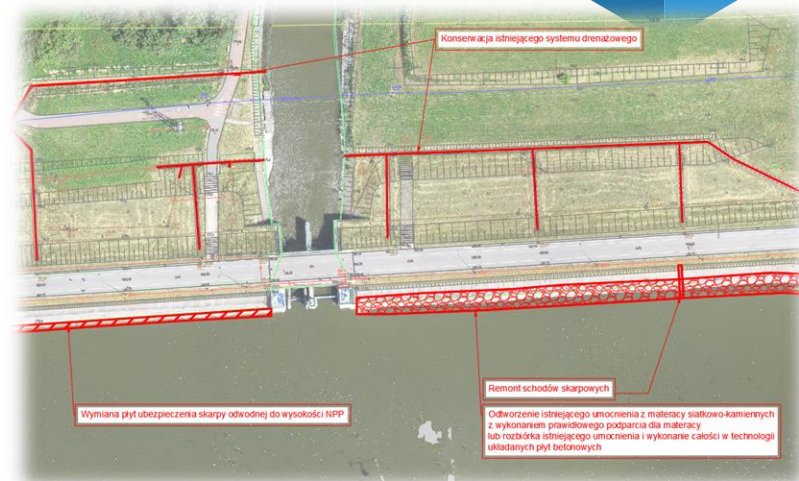 Konserwacja istniejącego systemu drenażowego
Wymiana płyt ubezpieczenia skarpy odwodnej do wysokości NPP
Remont schodów skarpowych
Odtworzenie istniejącego umocnienia z materacy siatkowo-kamiennych
z wykonaniem prawidłowego podparcia dla materacy
lub rozbiórka istniejącego umocnienia i wykonanie całości w technologii
układanych płyt betonowych